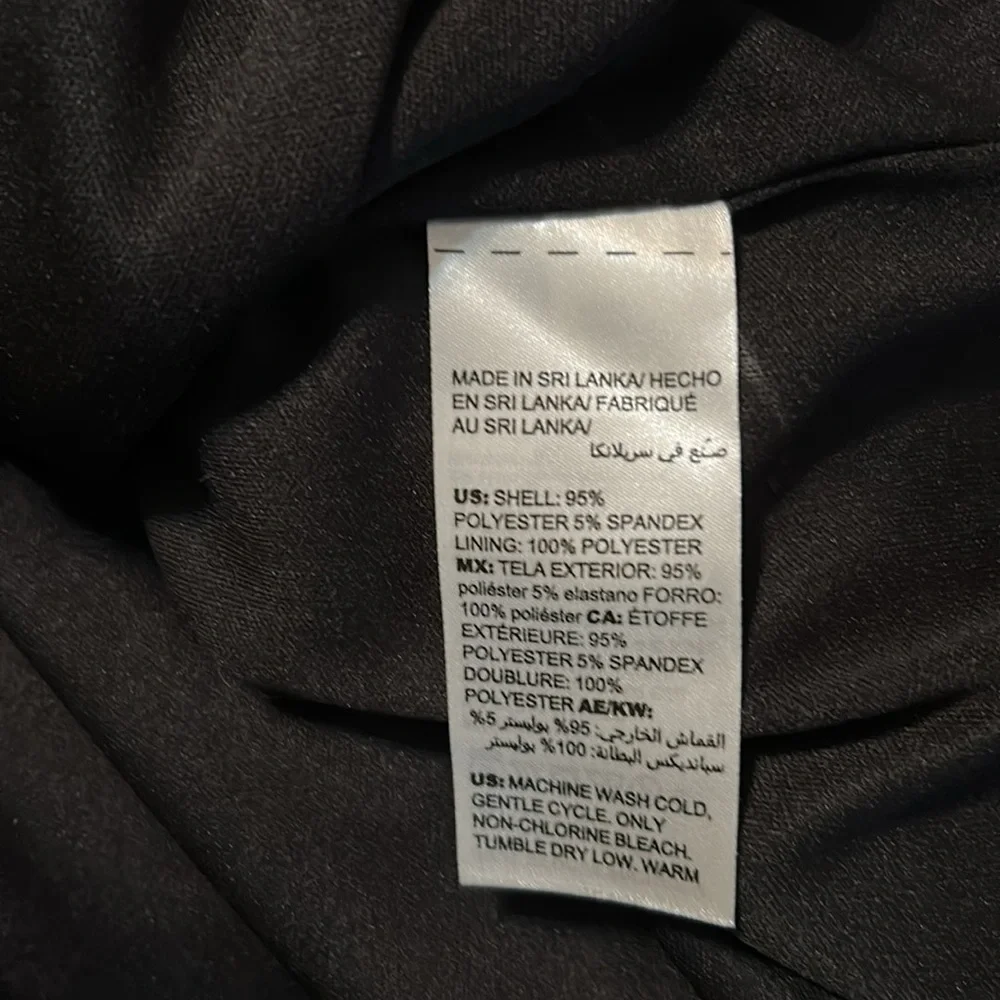 MADE IN SRI LANKA/ HECHO
EN SRI LANKA/ FABRIQUÉ
AU SRI LANKA/
صنّع في سريلانكا
US: SHELL: 95%
POLYESTER 5% SPANDEX
LINING: 100% POLYESTER
MX: TELA EXTERIOR: 95%
poliéster 5% elastano FORRO:
100% poliéster CA: ÉTOFFE
EXTÉRIEURE: 95%
POLYESTER 5% SPANDEX
DOUBLURE: 100%
POLYESTER AE/KW:
القماش الخارجي: 95% بوليستر 5%
سبانديكس البطانة: 100% بوليستر
US: MACHINE WASH COLD,
GENTLE CYCLE. ONLY
NON-CHLORINE BLEACH.
TUMBLE DRY LOW. WARM